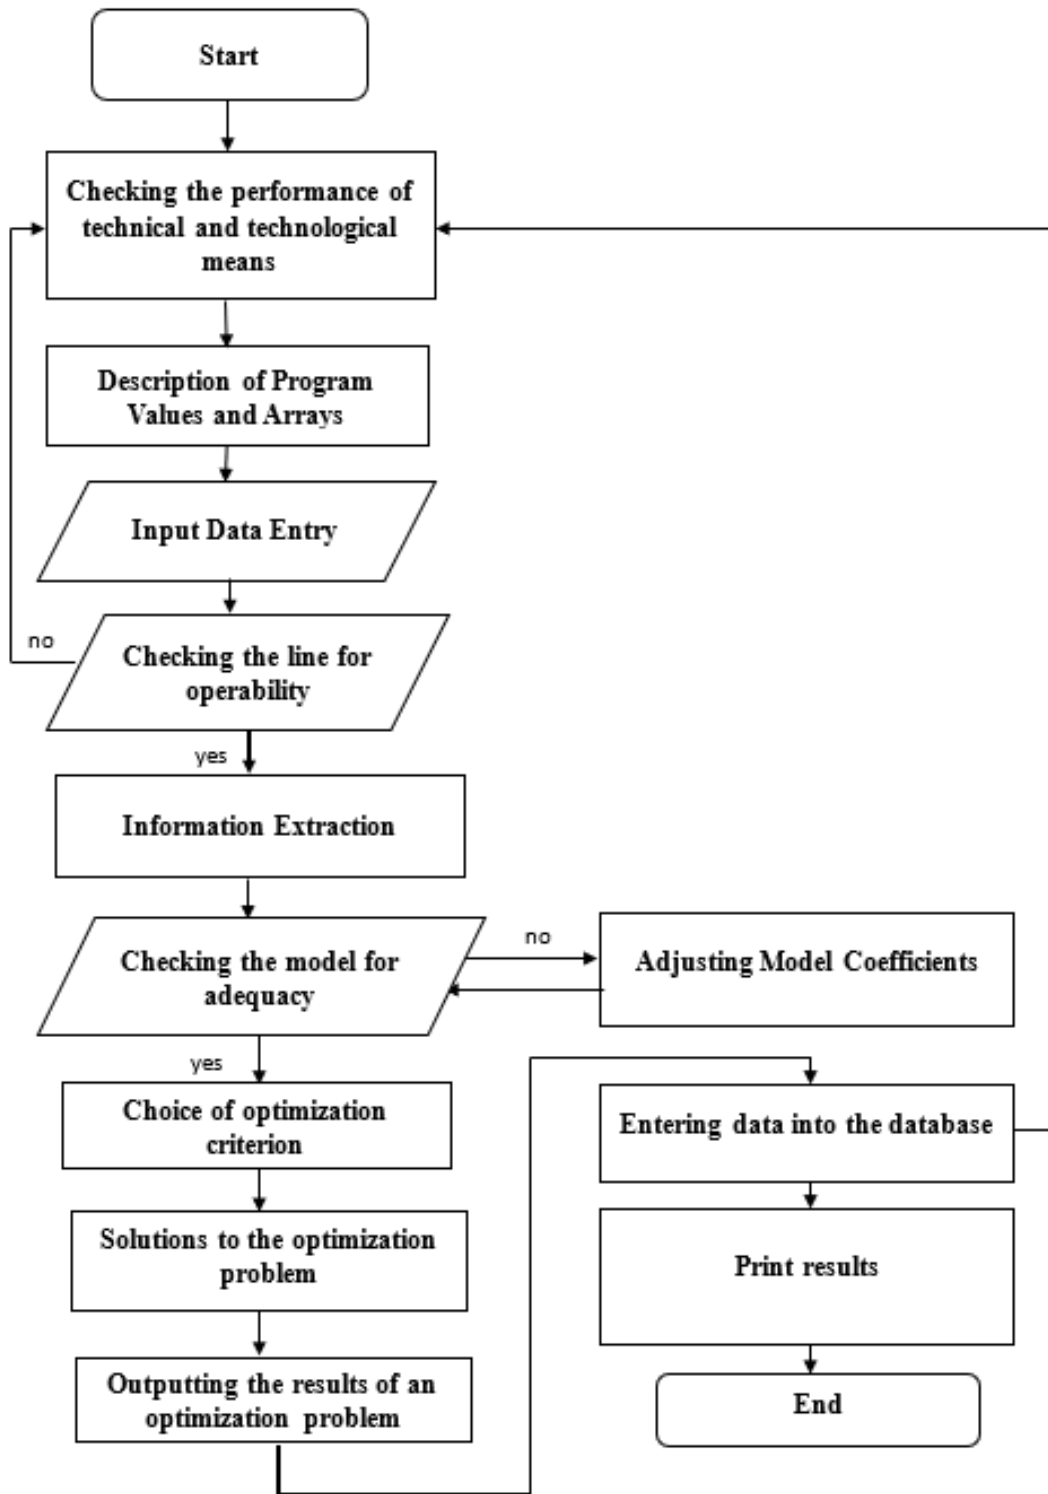 Start
Checking the performance of
technical and technological
means
Description of Program
Values and Arrays
Input Data Entry
no
Checking the line for
operability
yes
Information Extraction
Checking the model for
adequacy
no
Adjusting Model Coefficients
yes
Choice of optimization
criterion
Solutions to the optimization
problem
Outputting the results of an
optimization problem
Entering data into the database
Print results
End